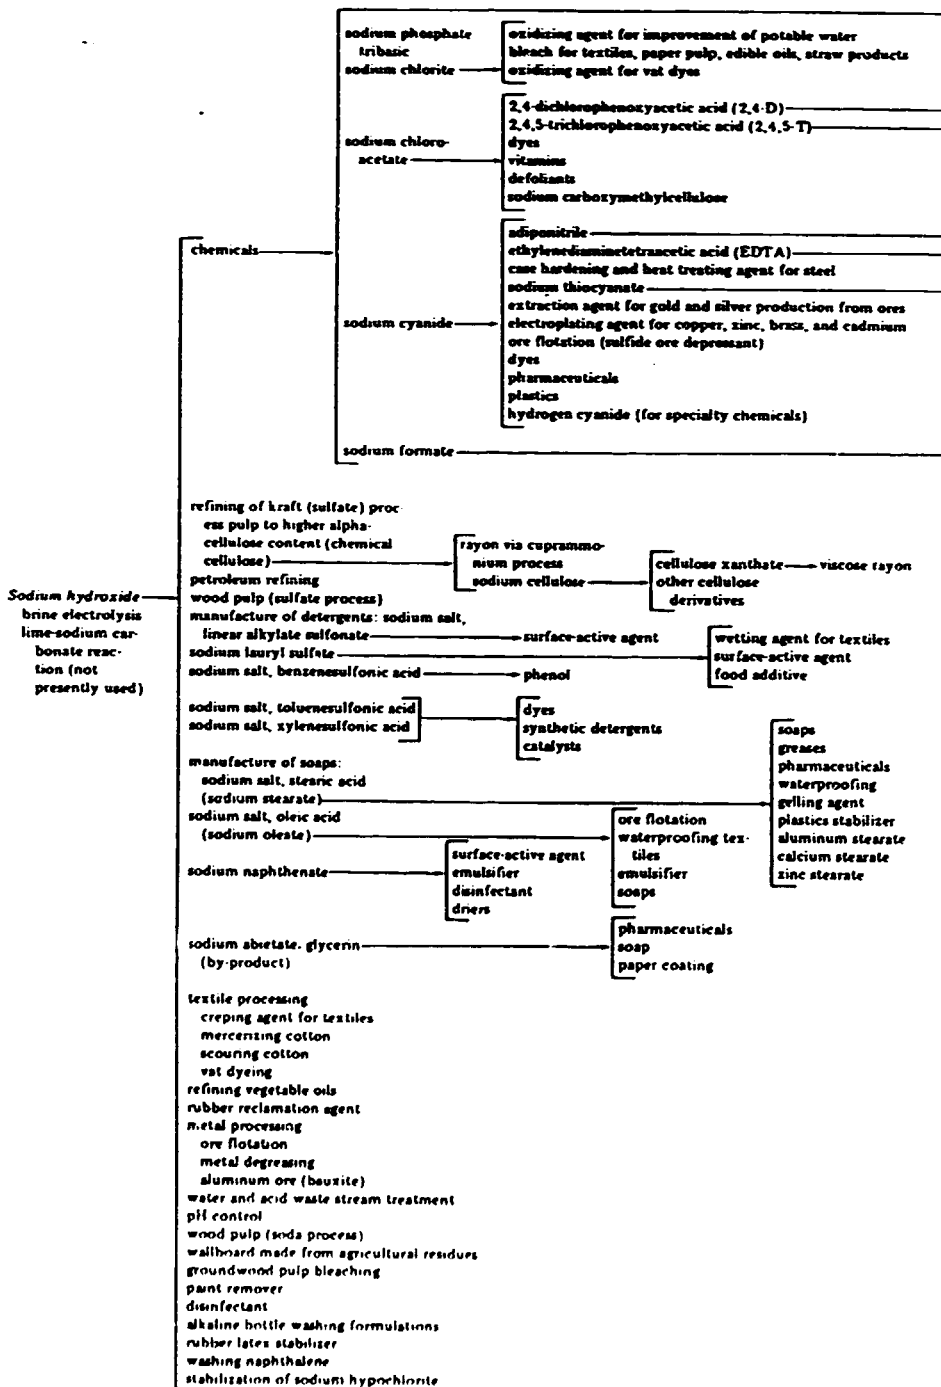 sodium phosphate
tribasic
sodium chlorite
oxidizing agent for improvement of potable water
bleach for textiles, paper pulp, edible oils, straw products
oxidizing agent for vat dyes
sodium chloro-
acetate
2,4-dichlorophenoxyacetic acid (2,4-D)
2,4,5-trichlorophenoxyacetic acid (2,4,5-T)
dyes
vitamins
defoliants
sodium carboxymethylcellulose
chemicals
sodium cyanide
adiponitrile
ethylenediaminetetraacetic acid (EDTA)
case hardening and heat treating agent for steel
sodium thiocyanate
extraction agent for gold and silver production from ores
electroplating agent for copper, zinc, brass, and cadmium
ore flotation (sulfide ore depressant)
dyes
pharmaceuticals
plastics
hydrogen cyanide (for specialty chemicals)
sodium formate
Sodium hydroxide
brine electrolysis
lime-sodium car-
bonate reac-
tion (not
presently used)
refining of kraft (sulfate) proc-
ess pulp to higher alpha-
cellulose content (chemical
cellulose)
rayon via cuprammo-
nium process
sodium cellulose
cellulose xanthate
viscose rayon
other cellulose
derivatives
petroleum refining
wood pulp (sulfate process)
manufacture of detergents: sodium salt,
linear alkylate sulfonate
surface-active agent
sodium lauryl sulfate
wetting agent for textiles
surface-active agent
food additive
sodium salt, benzenesulfonic acid
phenol
sodium salt, toluenesulfonic acid
sodium salt, xylenesulfonic acid
dyes
synthetic detergents
catalysts
manufacture of soaps:
sodium salt, stearic acid
(sodium stearate)
soaps
greases
pharmaceuticals
waterproofing
gelling agent
plastics stabilizer
aluminum stearate
calcium stearate
zinc stearate
sodium salt, oleic acid
(sodium oleate)
ore flotation
waterproofing tex-
tiles
emulsifier
soaps
sodium naphthenate
surface-active agent
emulsifier
disinfectant
driers
sodium abietate. glycerin
(by-product)
pharmaceuticals
soap
paper coating
textile processing
creping agent for textiles
mercerizing cotton
scouring cotton
vat dyeing
refining vegetable oils
rubber reclamation agent
metal processing
ore flotation
metal degreasing
aluminum ore (bauxite)
water and acid waste stream treatment
pH control
wood pulp (soda process)
wallboard made from agricultural residues
groundwood pulp bleaching
paint remover
disinfectant
alkaline bottle washing formulations
rubber latex stabilizer
washing naphthalene
stabilization of sodium hypochlorite